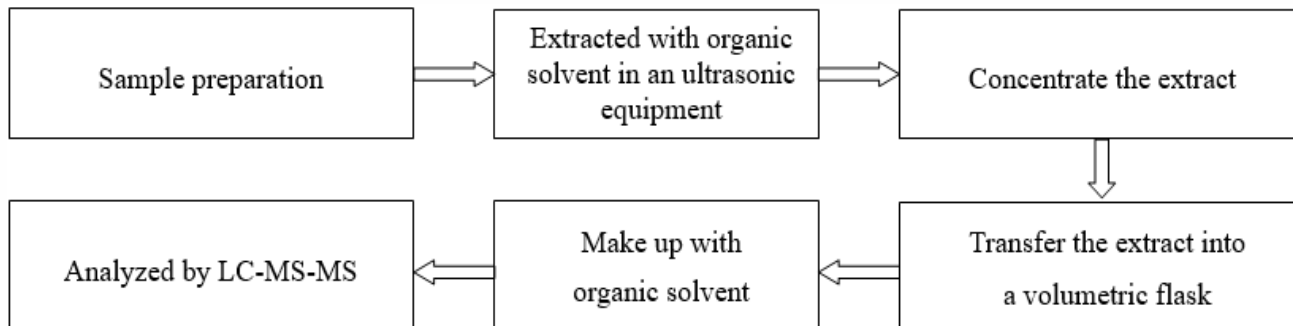 Sample preparation
Extracted with organic
solvent in an ultrasonic
equipment
Concentrate the extract
Transfer the extract into
a volumetric flask
Make up with
organic solvent
Analyzed by LC-MS-MS